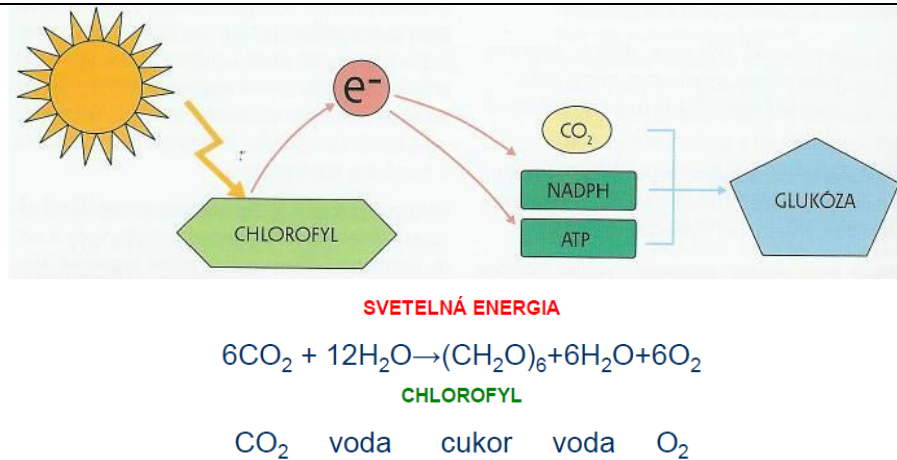 e⁻
CO₂
NADPH
CHLOROFYL
ATP
GLUKÓZA
SVETELNÁ ENERGIA
6CO₂ + 12H₂O→(CH₂O)₆+6H₂O+6O₂
CHLOROFYL
CO₂ voda cukor voda O₂